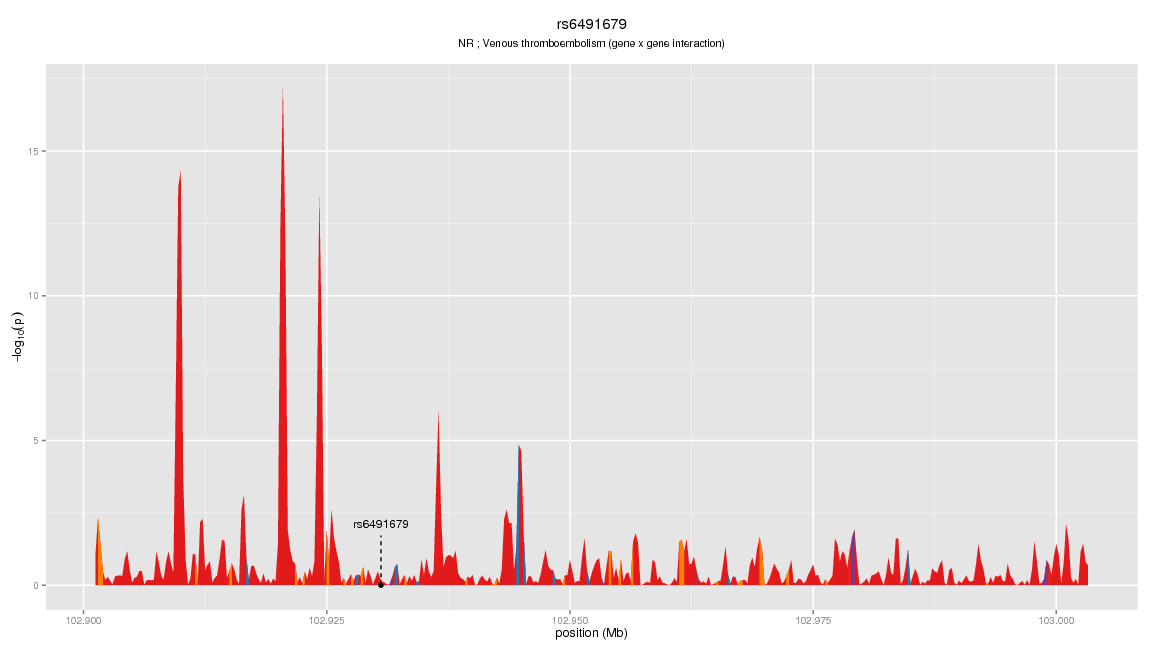 rs6491679
NR ; Venous thromboembolism (gene x gene interaction)
−log10(p)
15
10
5
0
rs6491679
102.900 102.925 102.950 102.975 103.000
position (Mb)